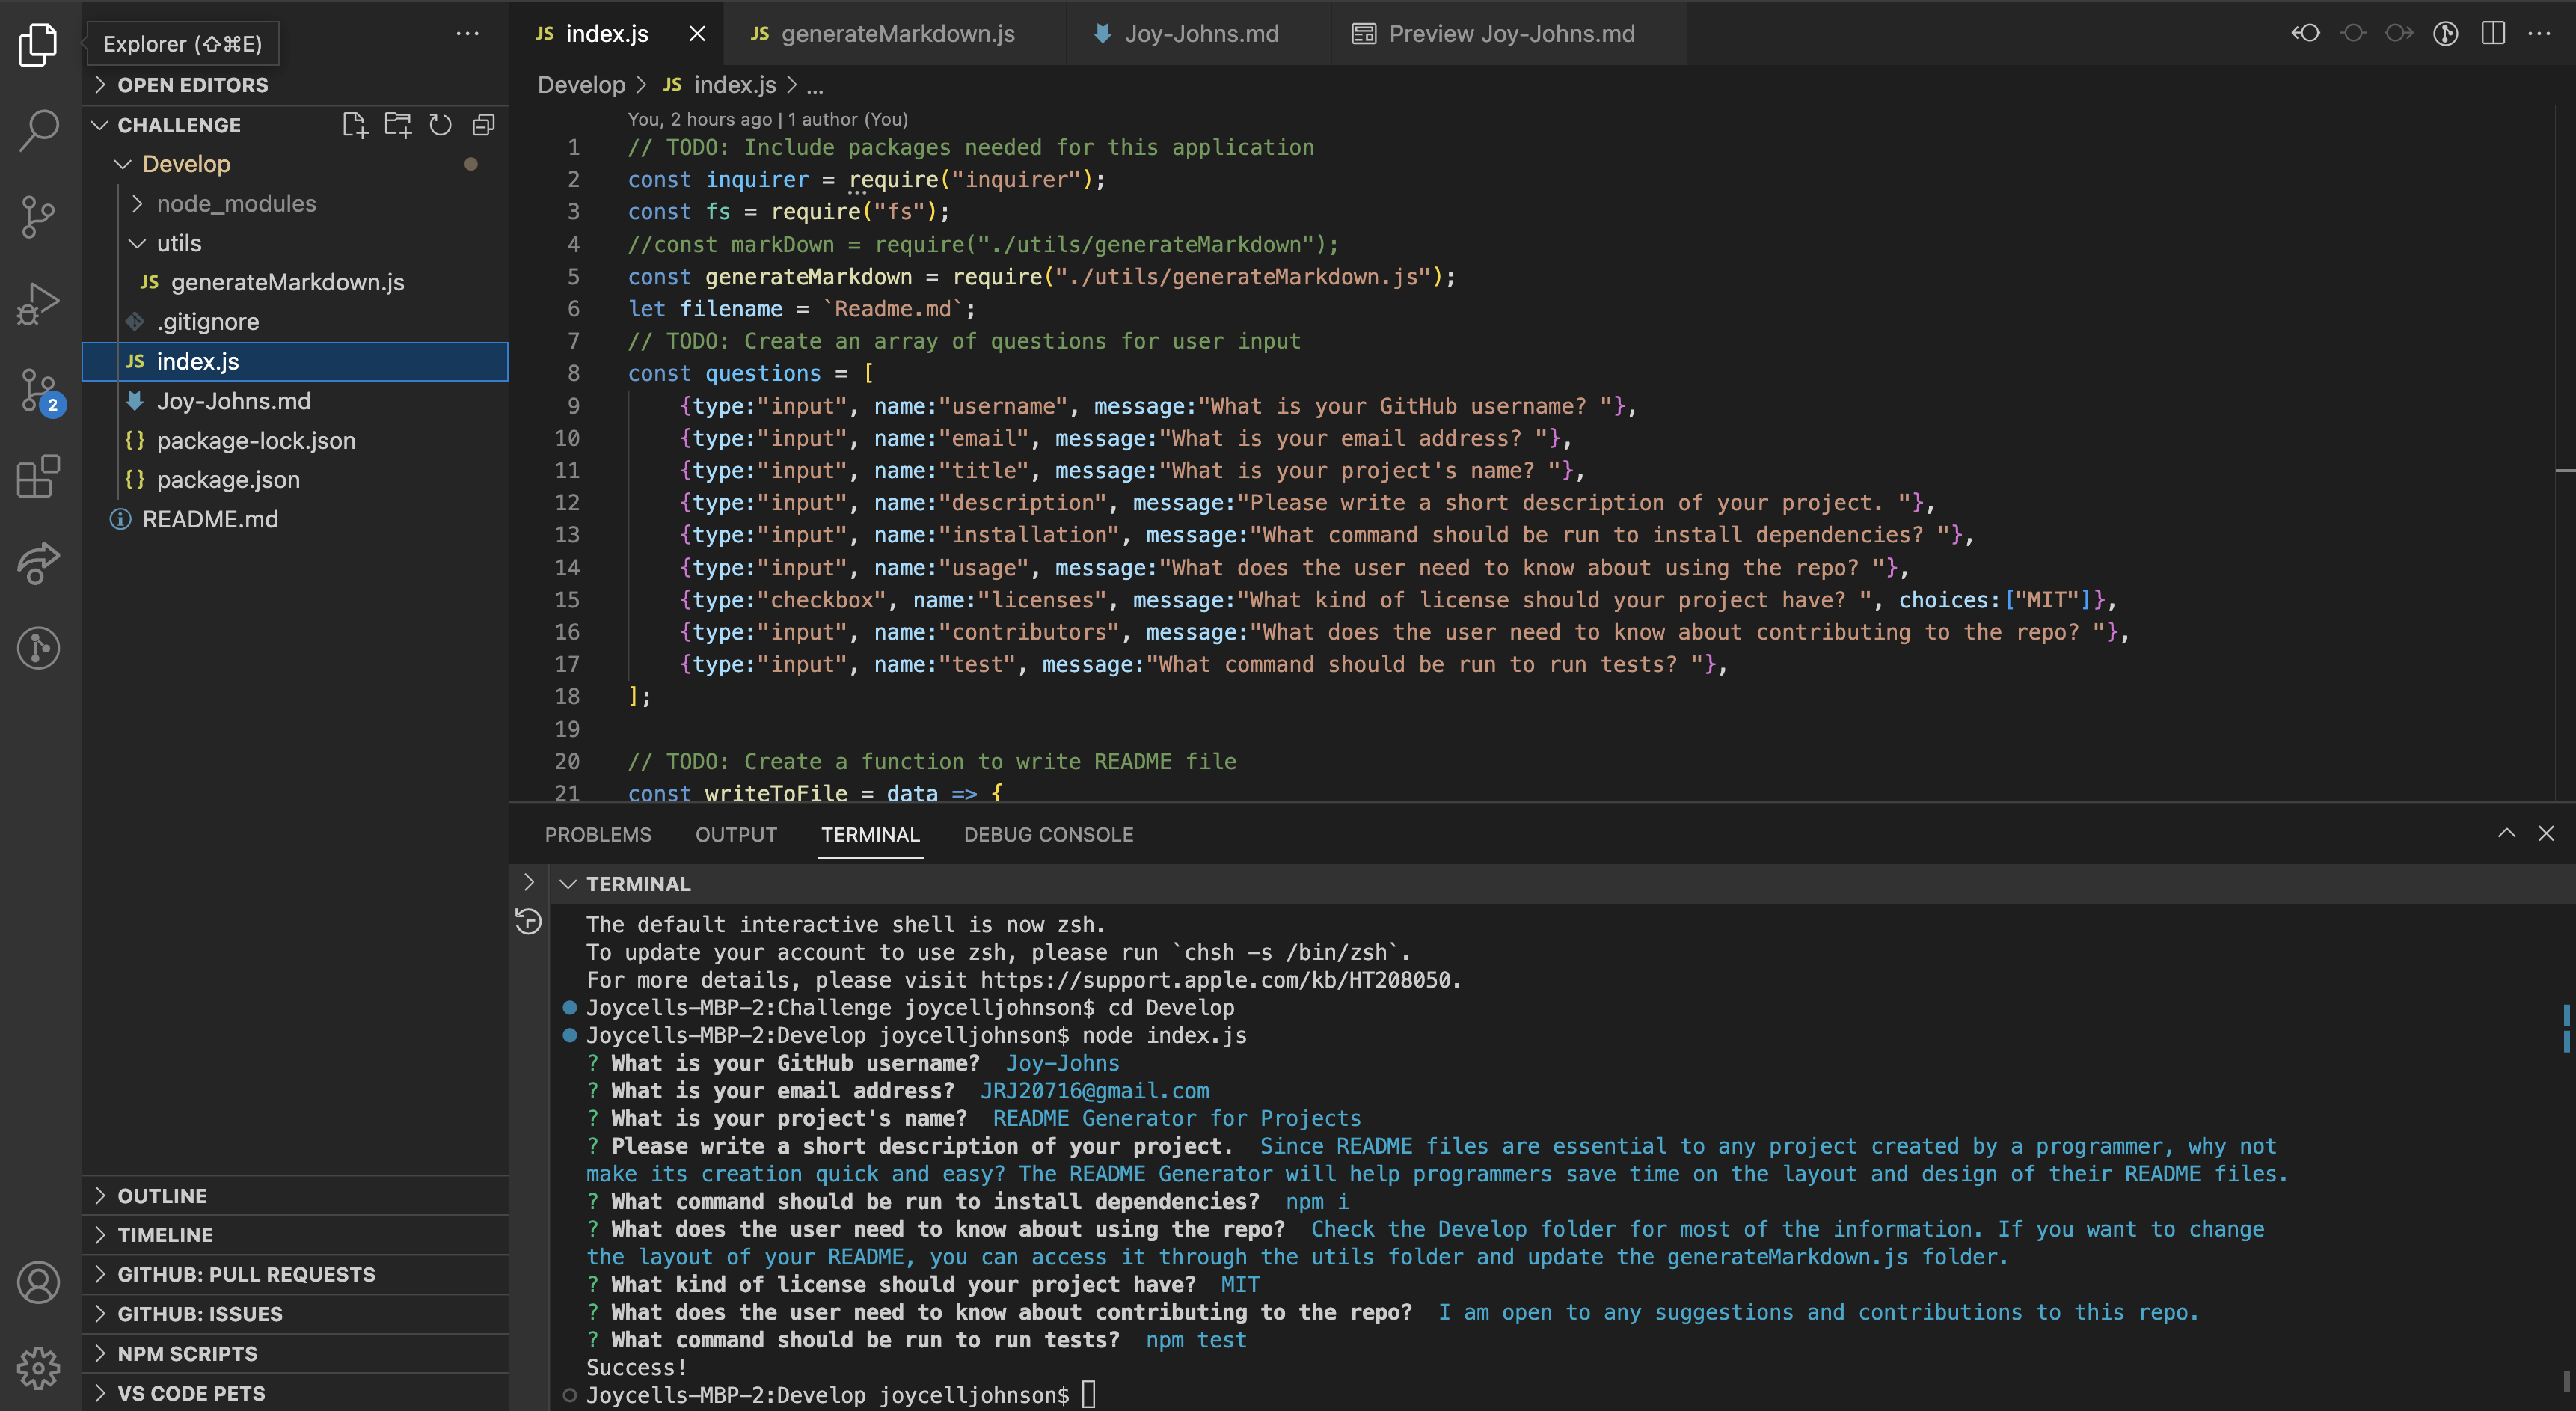 Explorer (⇧⌘E)
OPEN EDITORS
CHALLENGE
Develop
node_modules
utils
JS generateMarkdown.js
.gitignore
JS index.js
Joy-Johns.md
{} package-lock.json
{} package.json
README.md
2
OUTLINE
TIMELINE
GITHUB: PULL REQUESTS
GITHUB: ISSUES
NPM SCRIPTS
VS CODE PETS
JS index.js
JS generateMarkdown.js
Joy-Johns.md
Preview Joy-Johns.md
Develop > JS index.js > ...
You, 2 hours ago | 1 author (You)
1 // TODO: Include packages needed for this application
2 const inquirer = require("inquirer");
3 const fs = require("fs");
4 //const markDown = require("./utils/generateMarkdown");
5 const generateMarkdown = require("./utils/generateMarkdown.js");
6 let filename = `Readme.md`;
7 // TODO: Create an array of questions for user input
8 const questions = [
9 {type:"input", name:"username", message:"What is your GitHub username? "},
10 {type:"input", name:"email", message:"What is your email address? "},
11 {type:"input", name:"title", message:"What is your project's name? "},
12 {type:"input", name:"description", message:"Please write a short description of your project. "},
13 {type:"input", name:"installation", message:"What command should be run to install dependencies? "},
14 {type:"input", name:"usage", message:"What does the user need to know about using the repo? "},
15 {type:"checkbox", name:"licenses", message:"What kind of license should your project have? ", choices:["MIT"]},
16 {type:"input", name:"contributors", message:"What does the user need to know about contributing to the repo? "},
17 {type:"input", name:"test", message:"What command should be run to run tests? "},
18 ];
19
20 // TODO: Create a function to write README file
21 const writeToFile = data => {
PROBLEMS OUTPUT TERMINAL DEBUG CONSOLE
TERMINAL
The default interactive shell is now zsh.
To update your account to use zsh, please run `chsh -s /bin/zsh`.
For more details, please visit https://support.apple.com/kb/HT208050.
Joycells-MBP-2:Challenge joycelljohnson$ cd Develop
Joycells-MBP-2:Develop joycelljohnson$ node index.js
? What is your GitHub username? Joy-Johns
? What is your email address? JRJ20716@gmail.com
? What is your project's name? README Generator for Projects
? Please write a short description of your project. Since README files are essential to any project created by a programmer, why not
make its creation quick and easy? The README Generator will help programmers save time on the layout and design of their README files.
? What command should be run to install dependencies? npm i
? What does the user need to know about using the repo? Check the Develop folder for most of the information. If you want to change
the layout of your README, you can access it through the utils folder and update the generateMarkdown.js folder.
? What kind of license should your project have? MIT
? What does the user need to know about contributing to the repo? I am open to any suggestions and contributions to this repo.
? What command should be run to run tests? npm test
Success!
Joycells-MBP-2:Develop joycelljohnson$